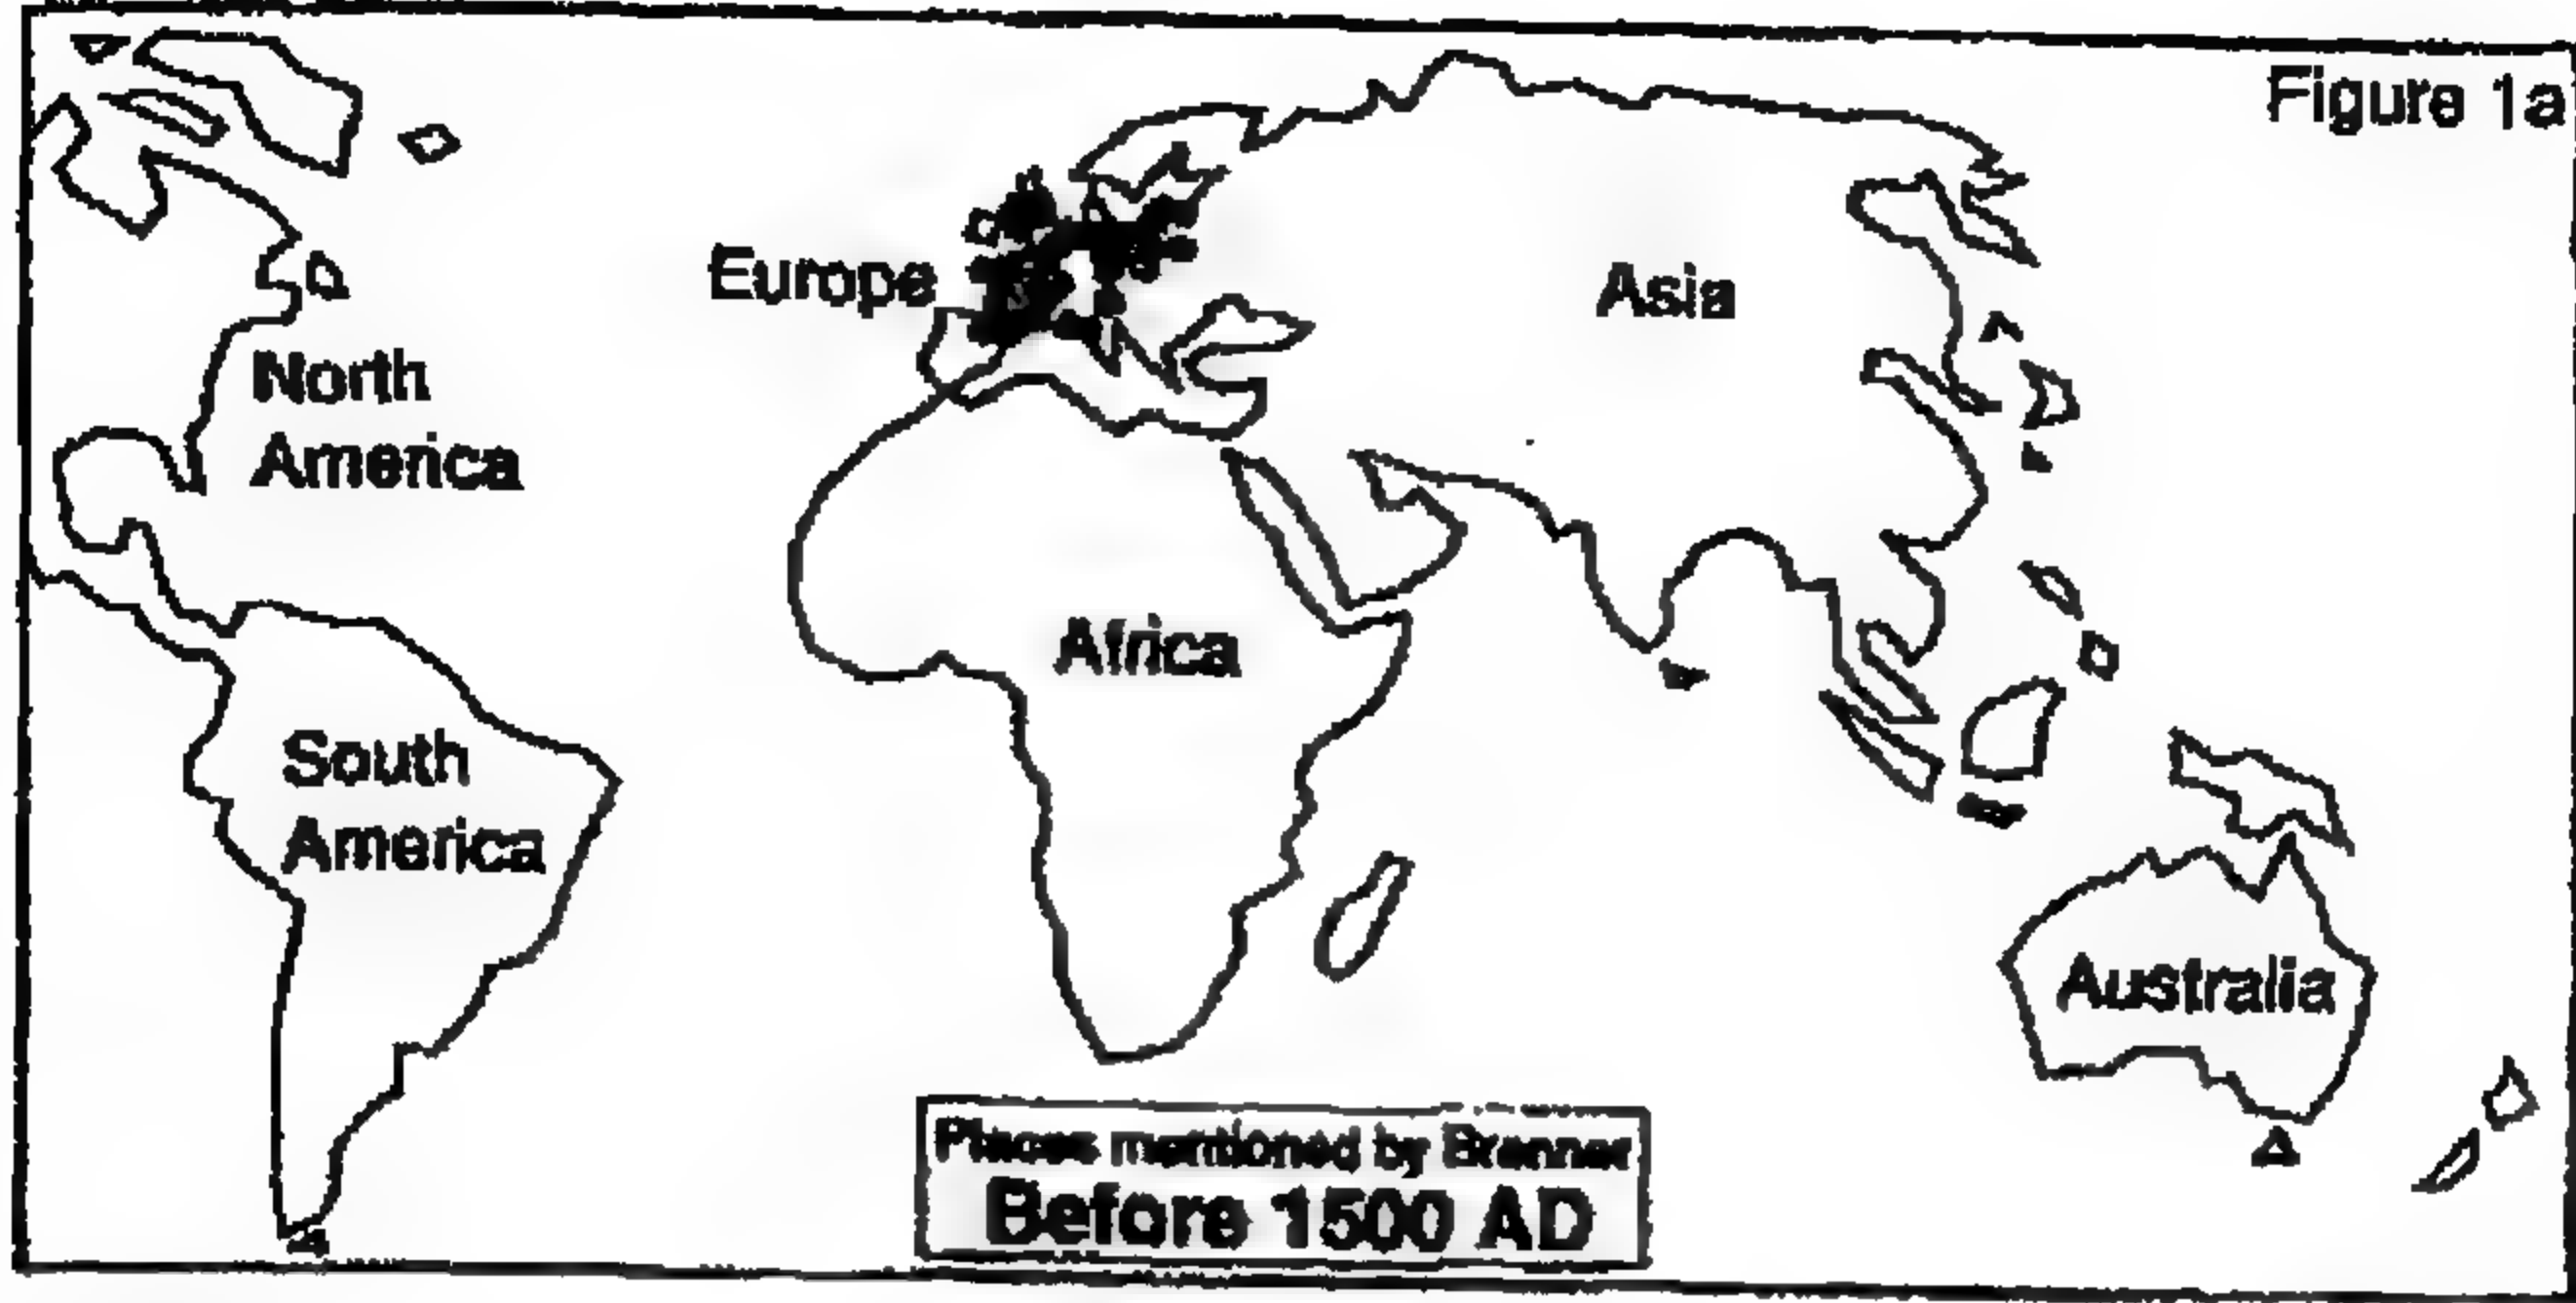 Figure 1a
Europe
Asia
North
America
Africa
South
America
Australia
Places mentioned by Brenner
Before 1500 AD